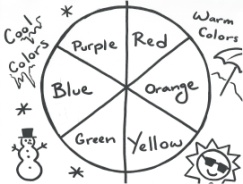 Cool
Colors
Warm
Colors
Purple
Red
Blue
Orange
Green
Yellow